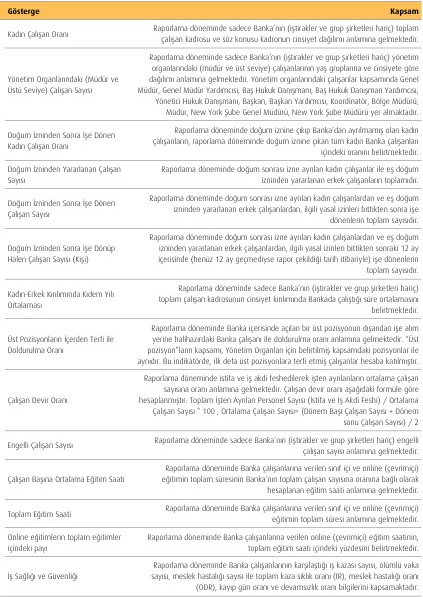 Gösterge Kapsam
Kadın Çalışan Oranı
Raporlama döneminde sadece Banka'nın (iştirakler ve grup şirketleri hariç) toplam
çalışan kadrosu ve söz konusu kadronun cinsiyet dağılımı anlamına gelmektedir.
Yönetim Organlarındaki (Müdür ve
Üstü Seviye) Çalışan Sayısı
Raporlama döneminde sadece Banka'nın (iştirakler ve grup şirketleri hariç) yönetim
organlarındaki (müdür ve üst seviye) çalışanlarının yaş gruplarına ve cinsiyete göre
dağılımı anlamına gelmektedir. Yönetim organlarındaki çalışanlar kapsamında Genel
Müdür, Genel Müdür Yardımcısı, Baş Hukuk Danışmanı, Baş Hukuk Danışman Yardımcısı,
Yönetici Hukuk Danışmanı, Başkan, Başkan Yardımcısı, Koordinatör, Bölge Müdürü,
Müdür, New York Şube Genel Müdürü, New York Şube Müdürü yer almaktadır.
Doğum İzninden Sonra İşe Dönen
Kadın Çalışan Oranı
Raporlama döneminde doğum iznine çıkıp Banka'dan ayrılmamış olan kadın
çalışanların, raporlama döneminde doğum iznine çıkan tüm kadın Banka çalışanları
içindeki oranını belirtmektedir.
Doğum İzninden Yararlanan Çalışan
Sayısı
Raporlama döneminde doğum sonrası izne ayrılan kadın çalışanlar ile eş doğum
izninden yararlanan erkek çalışanların toplamıdır.
Doğum İzninden Sonra İşe Dönen
Çalışan Sayısı
Raporlama döneminde doğum sonrası izne ayrılan kadın çalışanlardan ve eş doğum
izninden yararlanan erkek çalışanlardan, ilgili yasal izinleri bittikten sonra işe
dönenlerin toplam sayısıdır.
Doğum İzninden Sonra İşe Dönüp
Halen Çalışan Sayısı (Kişi)
Raporlama döneminde doğum sonrası izne ayrılan kadın çalışanlardan ve eş doğum
izninden yararlanan erkek çalışanlardan, ilgili yasal izinleri bittikten sonraki 12 ay
içerisinde (henüz 12 ay geçmediyse rapor çekildiği tarih itibariyle) işe dönenlerin
toplam sayısıdır.
Kadın-Erkek Kırılımında Kıdem Yılı
Ortalaması
Raporlama döneminde sadece Banka'nın (iştirakler ve grup şirketleri)
toplam çalışan kadrosunun cinsiyet kırılımında Bankada çalıştığı süre ortalamasını
belirtmektedir.
Üst Pozisyonların İçerden Terfi ile
Doldurulma Oranı
Raporlama döneminde Banka içerisinde açılan bir üst pozisyonun dışarıdan işe alım
yerine halihazırdaki Banka çalışanı ile doldurulma oranı anlamına gelmektedir. "Üst
pozisyon"ların kapsamı, Yönetim Organları için belirtilmiş kapsamdaki pozisyonlar ile
aynıdır. Bu indikatörde, ilk defa üst pozisyonlara terfi etmiş çalışanlar hesaba katılmıştır.
Çalışan Devir Oranı
Raporlama döneminde istifa ve iş akdi feshedilerek işten ayrılanların ortalama çalışan
sayısına oranı anlamına gelmektedir. Çalışan devir oranı aşağıdaki formüle göre
hesaplanmıştır: Toplam İşten Ayrılan Personel Sayısı (İstifa ve İş Akdi Feshi) / Ortalama
Çalışan Sayısı * 100 ; Ortalama Çalışan Sayısı= (Dönem Başı Çalışan Sayısı + Dönem
sonu Çalışan Sayısı) / 2
Engelli Çalışan Sayısı
Raporlama döneminde sadece Banka'nın (iştirakler ve grup şirketleri hariç) engelli
çalışan sayısı anlamına gelmektedir.
Çalışan Başına Ortalama Eğitim Saati
Raporlama döneminde Banka çalışanlarına verilen sınıf içi ve online (çevrimiçi)
eğitimin toplam süresinin Banka'nın toplam çalışan sayısına oranına bağlı olarak
hesaplanan eğitim saati anlamına gelmektedir.
Toplam Eğitim Saati
Raporlama döneminde Banka çalışanlarına verilen sınıf içi ve online (çevrimiçi)
eğitimin toplam süresi anlamına gelmektedir.
Online eğitimlerin toplam eğitimler
içindeki payı
Raporlama döneminde Banka çalışanlarına verilen online (çevrimiçi) eğitim saatinin,
toplam eğitim saati içindeki yüzdesini belirtmektedir.
İş Sağlığı ve Güvenliği
Raporlama döneminde Banka çalışanlarının karşılaştığı iş kazası sayısı, ölümlü vaka
sayısı, meslek hastalığı sayısı ile toplam kaza sıklık oranı (IR), meslek hastalığı oranı
(ODR), kayıp gün oranı ve devamsızlık oranı bilgilerini kapsamaktadır.